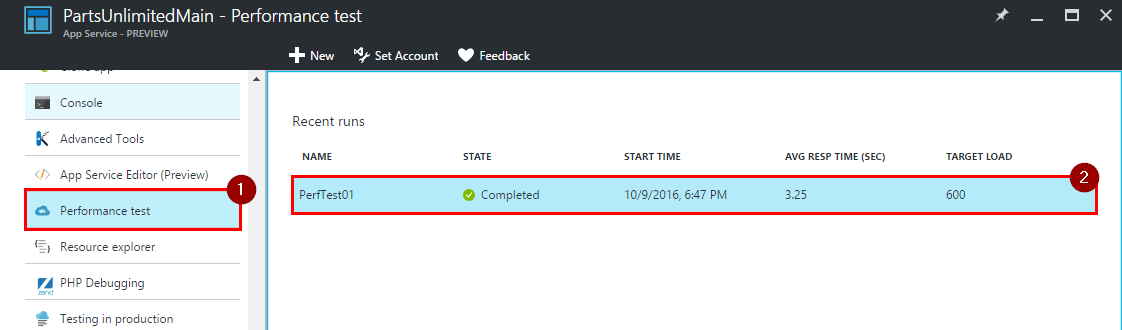 PartsUnlimitedMain - Performance test
App Service - PREVIEW
New Set Account Feedback
Console
Advanced Tools
App Service Editor (Preview)
1
Performance test
Resource explorer
PHP Debugging
zend
Testing in production
Recent runs
NAME STATE START TIME AVG RESP TIME (SEC) TARGET LOAD
2
PerfTest01 Completed 10/9/2016, 6:47 PM 3.25 600